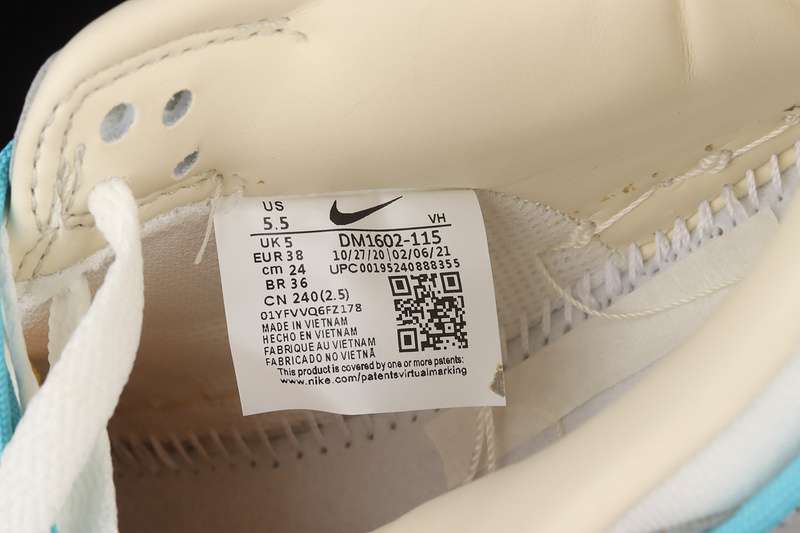 US
5.5
VH
UK 5 DM1602-115
EUR 38 10/27/20 02/06/21
cm 24 UPC00195240888355
BR 36
CN 240(2.5)
01YFVVQ6FZ178
MADE IN VIETNAM
HECHO EN VIETNAM
FABRIQUE AU VIETNAM
FABRICADO NO VIETNÃ
This product is covered by one or more patents:
www.nike.com/patentsvirtualmarking